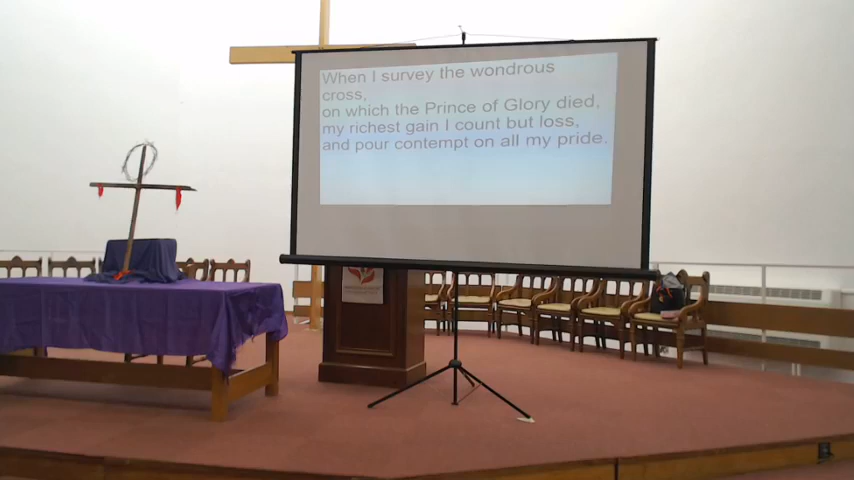 When I survey the wondrous
cross,
on which the Prince of Glory died,
my richest gain I count but loss,
and pour contempt on all my pride.